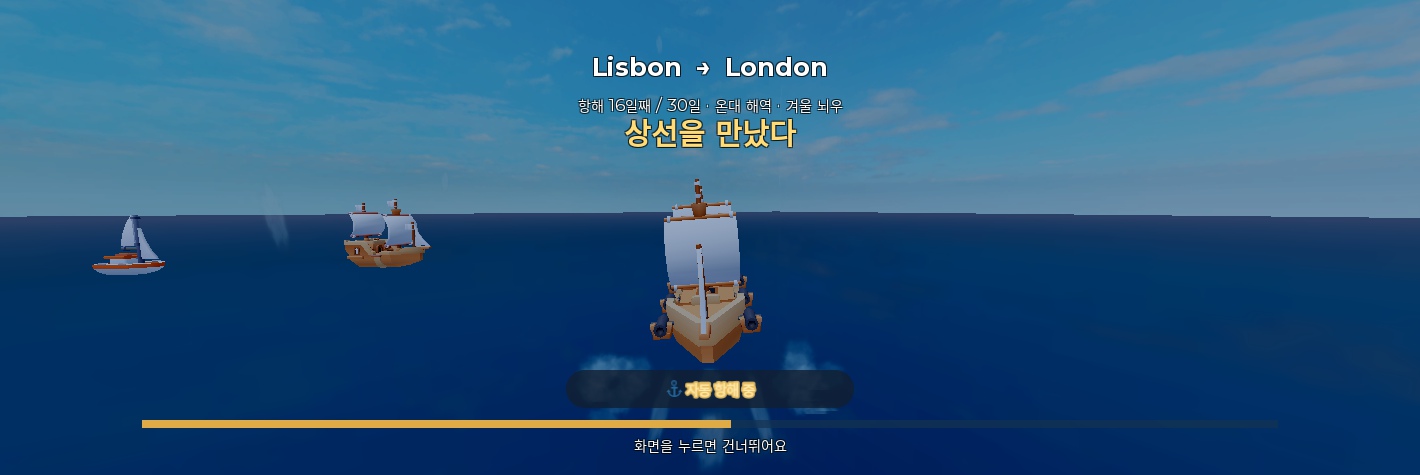 Lisbon → London
항해 16일째 / 30일 · 온대 해역 · 겨울 뇌우
상선을 만났다
자동 항해 중
화면을 누르면 건너뛰어요